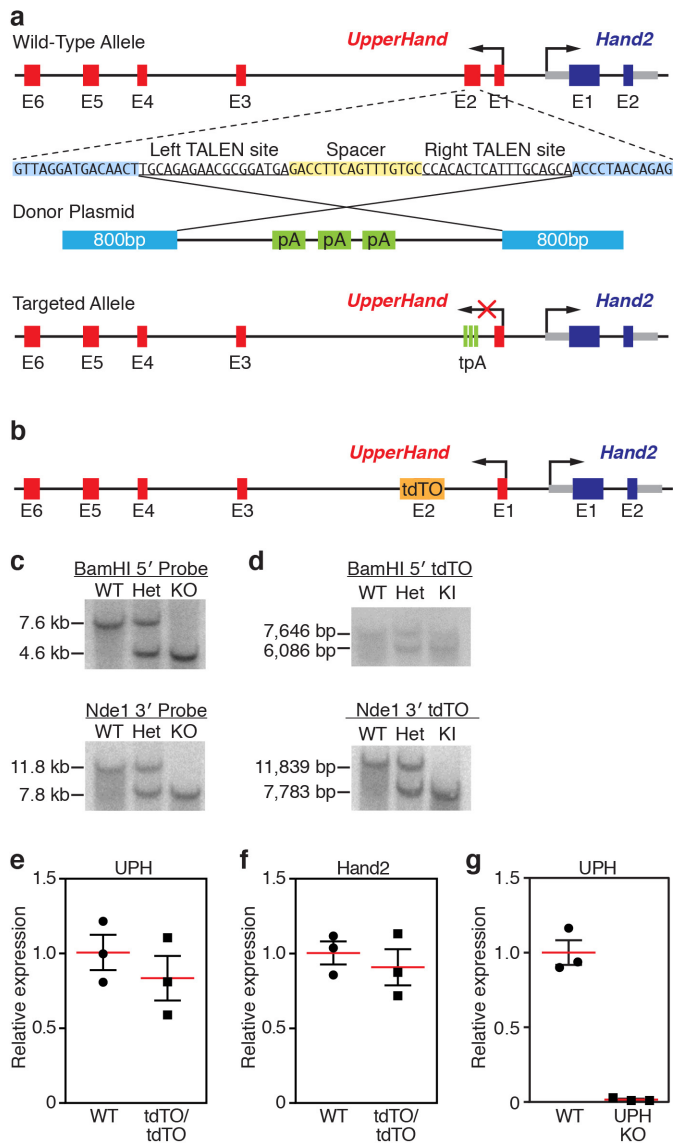 a
Wild-Type Allele UpperHand Hand2
E6 E5 E4 E3 E2 E1 E1 E2
Left TALEN site Spacer Right TALEN site
GTTAGGATGACAACTTGCAGAGAACGCGGATGAGACCTTCAGTTTGTGCCCACACTCATTTGCAGCAACCCTAACAGAG
Donor Plasmid
800bp pA pA pA 800bp
Targeted Allele UpperHand Hand2
E6 E5 E4 E3 tpA E1 E2
b
UpperHand Hand2
tdTO
E6 E5 E4 E3 E2 E1 E1 E2
c
BamHI 5′ Probe
WT Het KO
7.6 kb
4.6 kb
Nde1 3′ Probe
WT Het KO
11.8 kb
7.8 kb
d
BamHI 5′ tdTO
WT Het KI
7,646 bp
6,086 bp
Nde1 3′ tdTO
WT Het KI
11,839 bp
7,783 bp
e
UPH
Relative expression
1.5
1.0
0.5
0
WT tdTO/
tdTO
f
Hand2
Relative expression
1.5
1.0
0.5
0
WT tdTO/
tdTO
g
UPH
Relative expression
1.5
1.0
0.5
0
WT UPH
KO